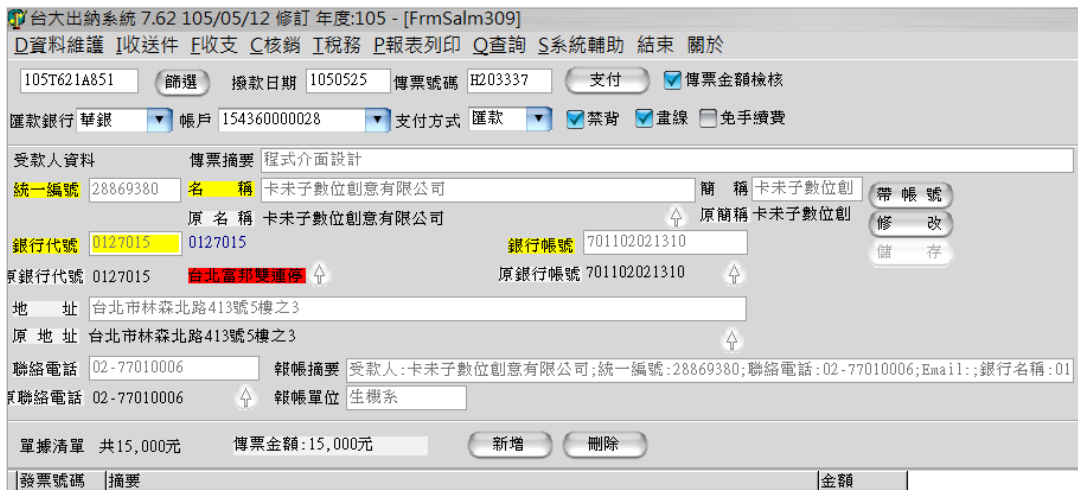 台大出納系統 7.62 105/05/12 修訂 年度:105 - [FrmSalm309]
D資料維護 I收送件 F收支 C核銷 T稅務 P報表列印 Q查詢 S系統輔助 結束 關於
105T621A851 篩選 撥款日期 1050525 傳票號碼 H203337 支付 傳票金額檢核
匯款銀行 華銀 帳戶 154360000028 支付方式 匯款 禁背 畫線 免手續費
受款人資料 傳票摘要 程式介面設計
統一編號 28869380 名 稱 卡未子數位創意有限公司 簡 稱 卡未子數位創 帶 帳 號
原 名 稱 卡未子數位創意有限公司 原簡稱 卡未子數位創 修 改
銀行代號 0127015 0127015 銀行帳號 701102021310 儲 存
原銀行代號 0127015 台北富邦雙連停 原銀行帳號 701102021310
地 址 台北市林森北路413號5樓之3
原 地 址 台北市林森北路413號5樓之3
聯絡電話 02-77010006 報帳摘要 受款人:卡未子數位創意有限公司;統一編號:28869380;聯絡電話:02-77010006;Email:;銀行名稱:01
原聯絡電話 02-77010006 報帳單位 生機系
單據清單 共15,000元 傳票金額:15,000元 新增 刪除
發票號碼 摘要 金額